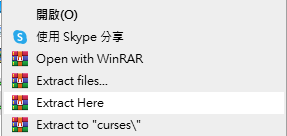 開啟(O)
使用 Skype 分享
Open with WinRAR
Extract files...
Extract Here
Extract to "curses\"